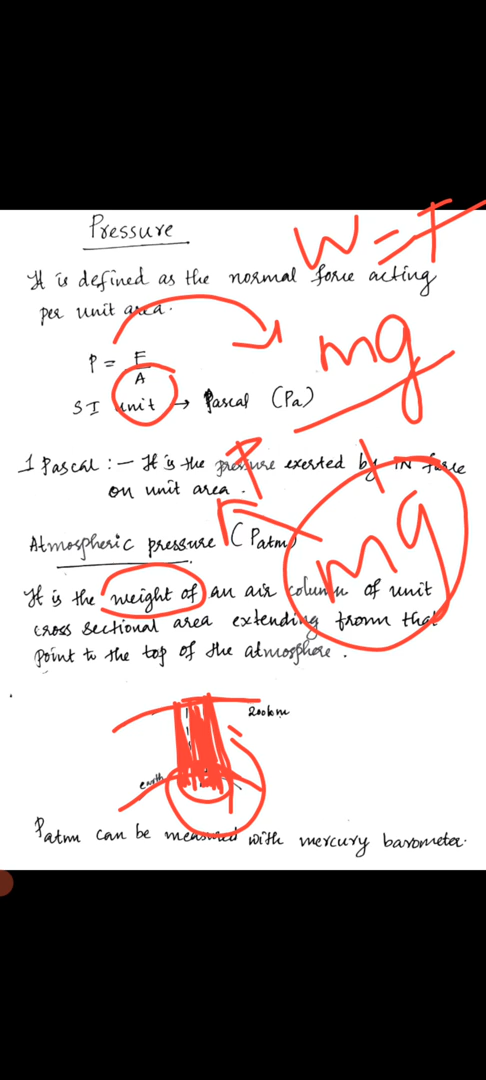 Pressure
W = F
It is defined as the normal force acting
per unit area.
P = F/A
mg
SI unit → Pascal (Pa)
1 Pascal :- It is the pressure exerted by 1N force
on unit area.
P
mg
Atmospheric pressure (Patm)
It is the weight of an air column of unit
cross sectional area extending from that
point to the top of the atmosphere.
200km
earth
Patm can be measured with mercury barometer.